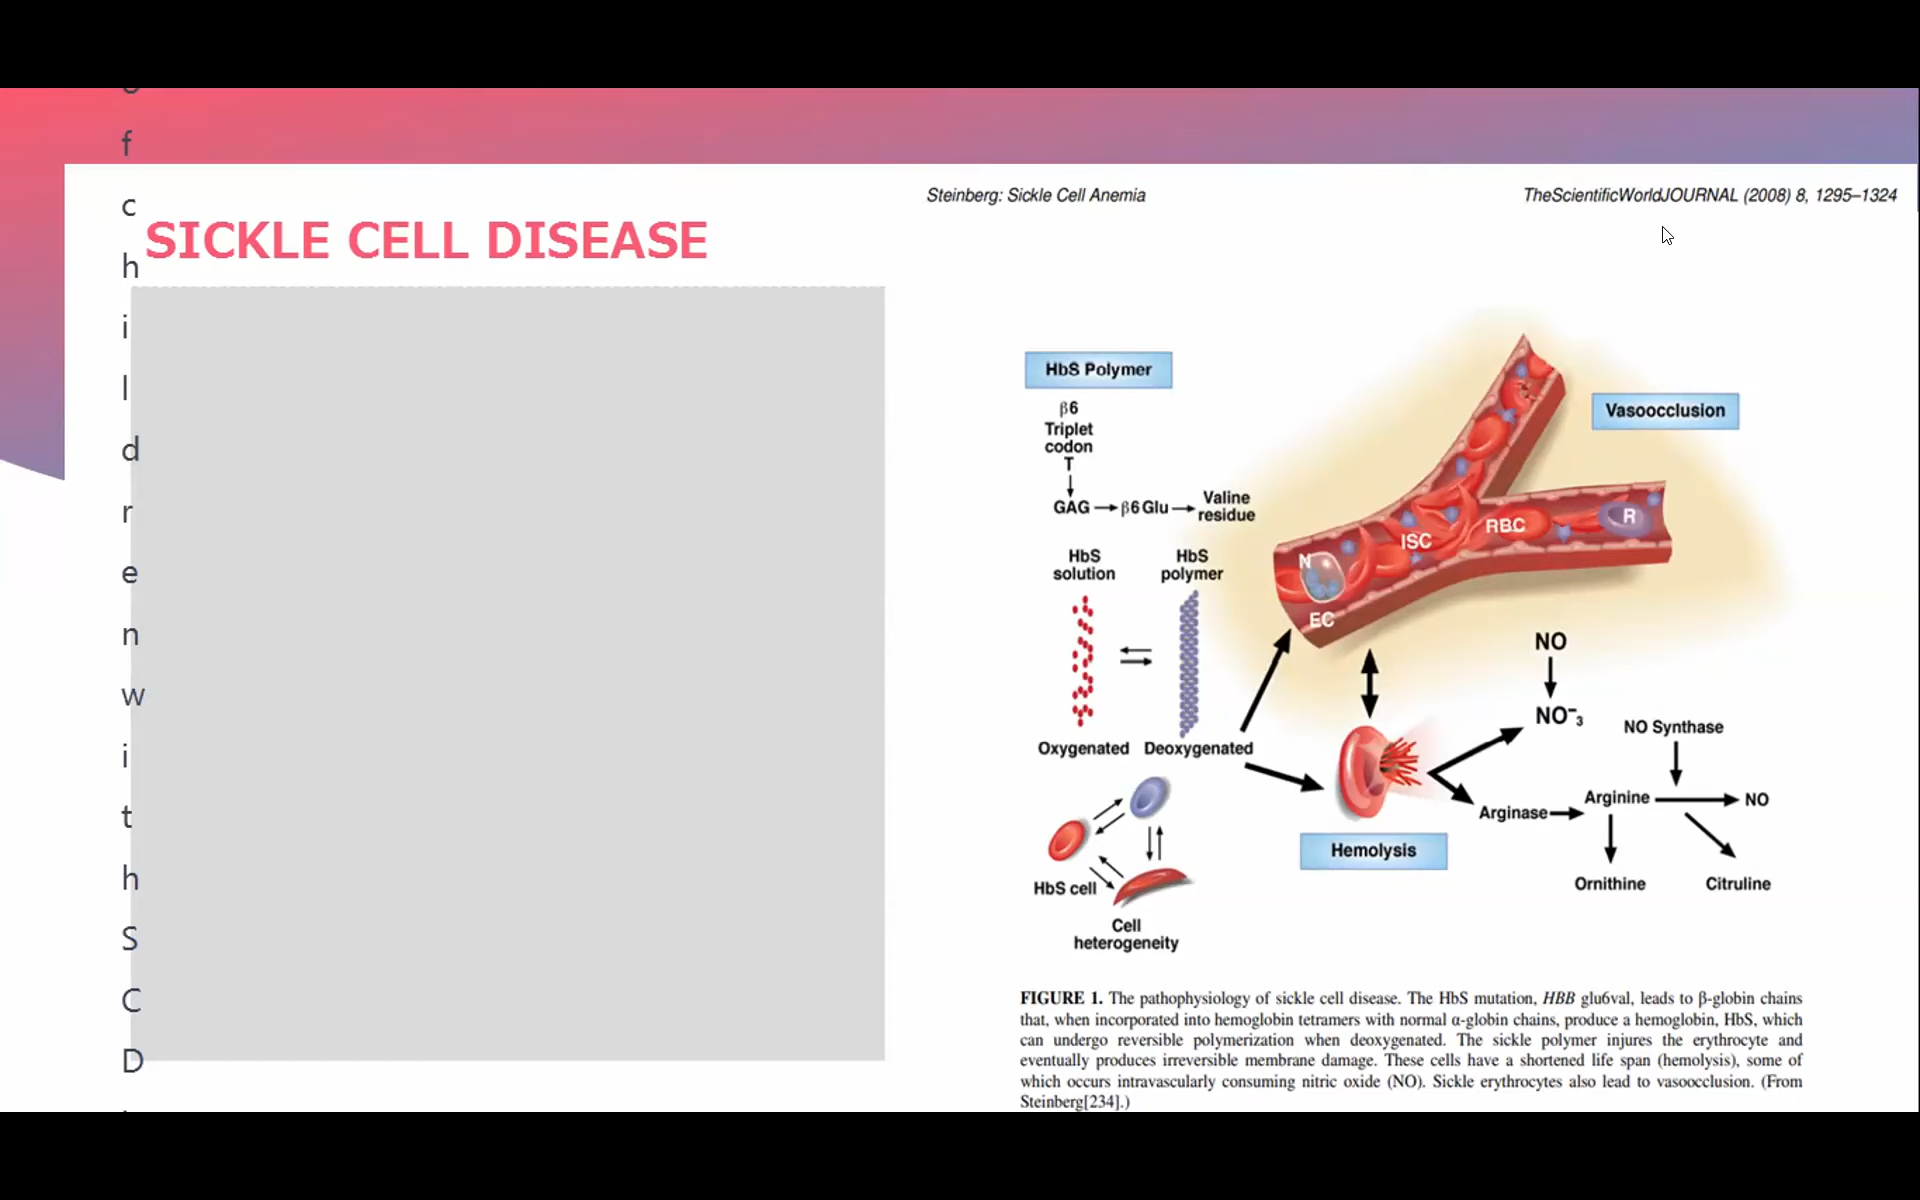 f
c
h
i
l
d
r
e
n
w
i
t
h
S
C
D
SICKLE CELL DISEASE
Steinberg: Sickle Cell Anemia
TheScientificWorldJOURNAL (2008) 8, 1295–1324
HbS Polymer
β6
Triplet
codon
T
GAG
β6 Glu
Valine
residue
HbS
solution
HbS
polymer
Oxygenated
Deoxygenated
HbS cell
Cell
heterogeneity
Vasoocclusion
N
EC
ISC
RBC
R
Hemolysis
NO
NO⁻₃
NO Synthase
Arginase
Arginine
NO
Ornithine
Citruline
FIGURE 1. The pathophysiology of sickle cell disease. The HbS mutation, HBB glu6val, leads to β-globin chains
that, when incorporated into hemoglobin tetramers with normal α-globin chains, produce a hemoglobin, HbS, which
can undergo reversible polymerization when deoxygenated. The sickle polymer injures the erythrocyte and
eventually produces irreversible membrane damage. These cells have a shortened life span (hemolysis), some of
which occurs intravascularly consuming nitric oxide (NO). Sickle erythrocytes also lead to vasoocclusion. (From
Steinberg[234].)